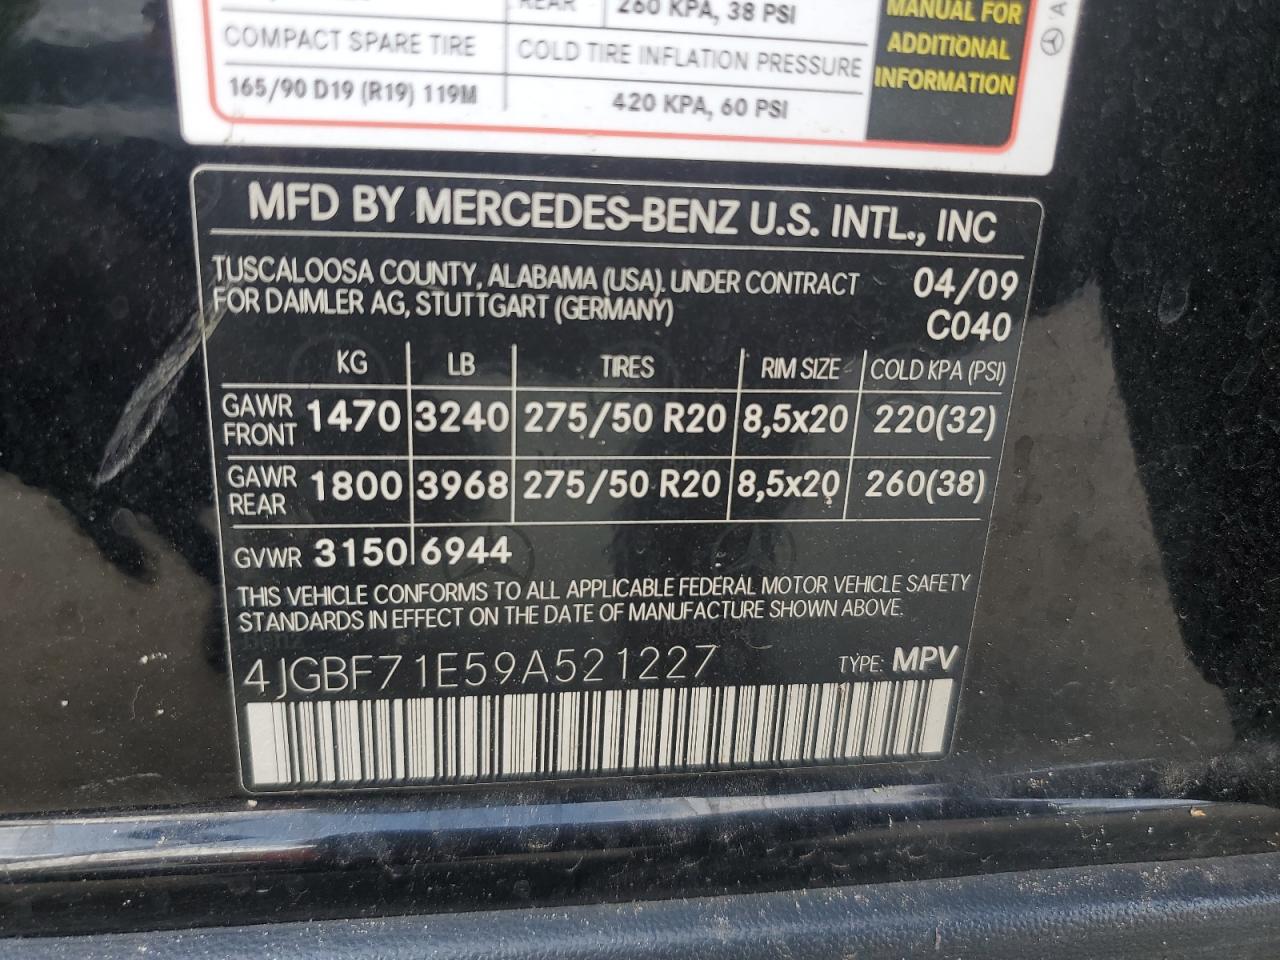 REAR 260 KPA, 38 PSI
COMPACT SPARE TIRE COLD TIRE INFLATION PRESSURE
165/90 D19 (R19) 119M 420 KPA, 60 PSI
MANUAL FOR
ADDITIONAL
INFORMATION
MFD BY MERCEDES-BENZ U.S. INTL., INC
TUSCALOOSA COUNTY, ALABAMA (USA). UNDER CONTRACT 04/09
FOR DAIMLER AG, STUTTGART (GERMANY) C040
KG LB TIRES RIM SIZE COLD KPA (PSI)
GAWR FRONT 1470 3240 275/50 R20 8,5x20 220(32)
GAWR REAR 1800 3968 275/50 R20 8,5x20 260(38)
GVWR 3150 6944
THIS VEHICLE CONFORMS TO ALL APPLICABLE FEDERAL MOTOR VEHICLE SAFETY
STANDARDS IN EFFECT ON THE DATE OF MANUFACTURE SHOWN ABOVE.
4JGBF71E59A521227 TYPE: MPV